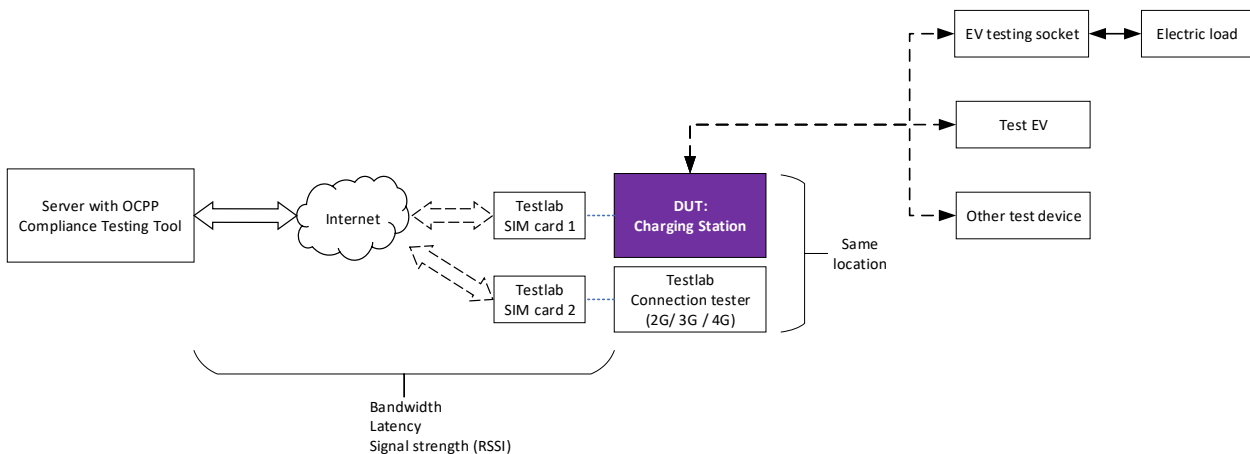 EV testing socket
Electric load
Test EV
Other test device
Server with OCPP
Compliance Testing Tool
Internet
Testlab
SIM card 1
DUT:
Charging Station
Same
location
Testlab
SIM card 2
Testlab
Connection tester
(2G/ 3G / 4G)
Bandwidth
Latency
Signal strength (RSSI)